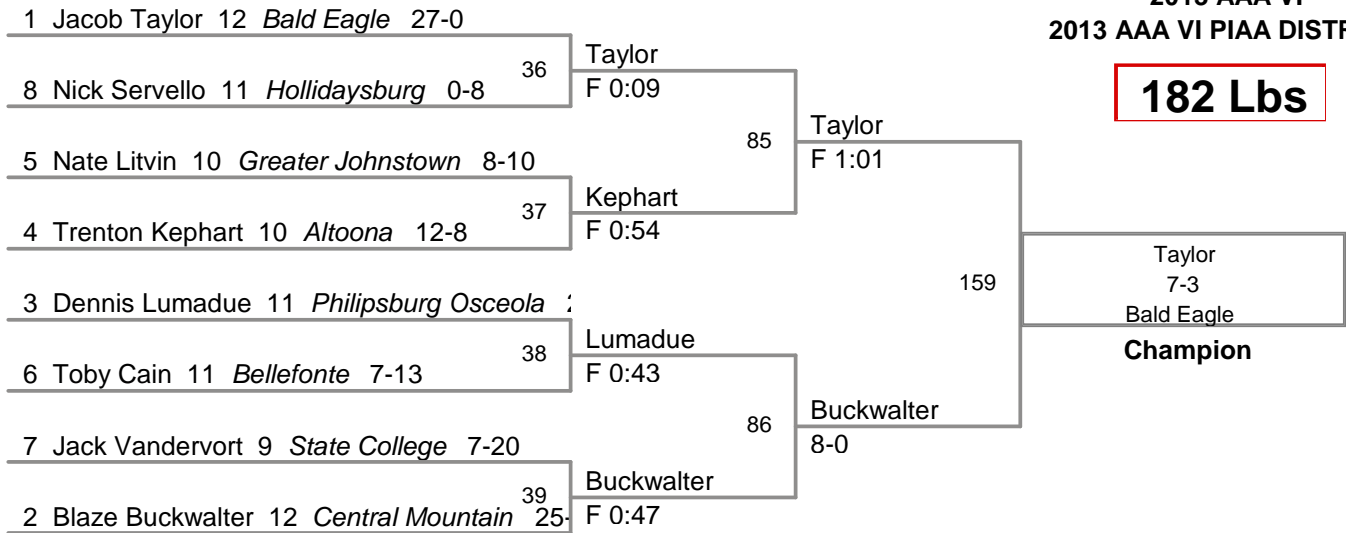 2013 AAA VI
2013 AAA VI PIAA DISTR
182 Lbs
1 Jacob Taylor 12 Bald Eagle 27-0
36
8 Nick Servello 11 Hollidaysburg 0-8
Taylor
F 0:09
5 Nate Litvin 10 Greater Johnstown 8-10
37
4 Trenton Kephart 10 Altoona 12-8
Kephart
F 0:54
85
Taylor
F 1:01
3 Dennis Lumadue 11 Philipsburg Osceola
38
6 Toby Cain 11 Bellefonte 7-13
Lumadue
F 0:43
7 Jack Vandervort 9 State College 7-20
39
2 Blaze Buckwalter 12 Central Mountain 25-
Buckwalter
F 0:47
86
Buckwalter
8-0
159
Taylor
7-3
Bald Eagle
Champion